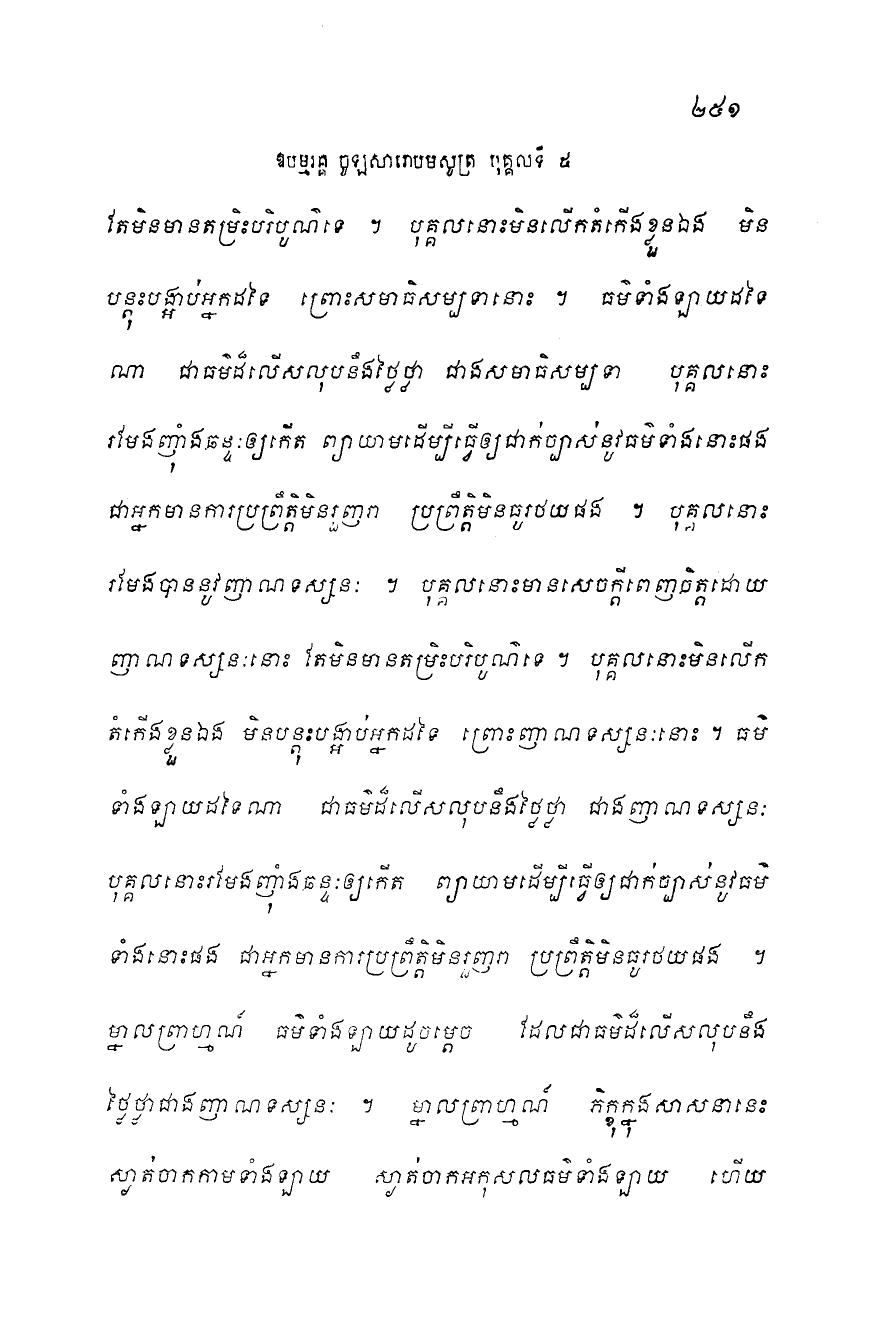 ២៥១
ឱបម្មវគ្គ ចូឡសារោបមសូត្រ បុគ្គលទី ៥
តែមិនមានតម្រិះបរិបូណ៌ទេ ។ បុគ្គលនោះមិនលើកតំកើងខ្លួនឯង មិន
បន្តុះបង្អាប់អ្នកដទៃ ព្រោះសមាធិសម្បទានោះ ។ ធម៌ទាំងឡាយដទៃ
ណា ជាធម៌ដ៏លើសលុបនឹងថ្លៃថ្លា ជាងសមាធិសម្បទា បុគ្គលនោះ
រមែងញុំាងឆន្ទៈឲ្យកើត ព្យាយាមដើម្បីធ្វើឲ្យជាក់ច្បាស់នូវធម៌ទាំងនោះផង
ជាអ្នកមានការប្រព្រឹត្តិមិនរួញរា ប្រព្រឹត្តិមិនធូរថយផង ។ បុគ្គលនោះ
រមែងបាននូវញាណទស្សនៈ ។ បុគ្គលនោះមានសេចក្តីពេញចិត្តដោយ
ញាណទស្សនៈនោះ តែមិនមានតម្រិះបរិបូណ៌ទេ ។ បុគ្គលនោះមិនលើក
តំកើងខ្លួនឯង មិនបន្តុះបង្អាប់អ្នកដទៃ ព្រោះញាណទស្សនៈនោះ ។ ធម៌
ទាំងឡាយដទៃណា ជាធម៌ដ៏លើសលុបនឹងថ្លៃថ្លា ជាងញាណទស្សនៈ
បុគ្គលនោះរមែងញុំាងឆន្ទៈឲ្យកើត ព្យាយាមដើម្បីធ្វើឲ្យជាក់ច្បាស់នូវធម៌
ទាំងនោះផង ជាអ្នកមានការប្រព្រឹត្តិមិនរួញរា ប្រព្រឹត្តិមិនធូរថយផង ។
ម្នាលព្រាហ្មណ៍ ធម៌ទាំងឡាយដូចម្តេច ដែលជាធម៌ដ៏លើសលុបនឹង
ថ្លៃថ្លាជាងញាណទស្សនៈ ។ ម្នាលព្រាហ្មណ៍ ភិក្ខុក្នុងសាសនានេះ
ស្ងាត់ចាកកាមទាំងឡាយ ស្ងាត់ចាកអកុសលធម៌ទាំងឡាយ ហើយ